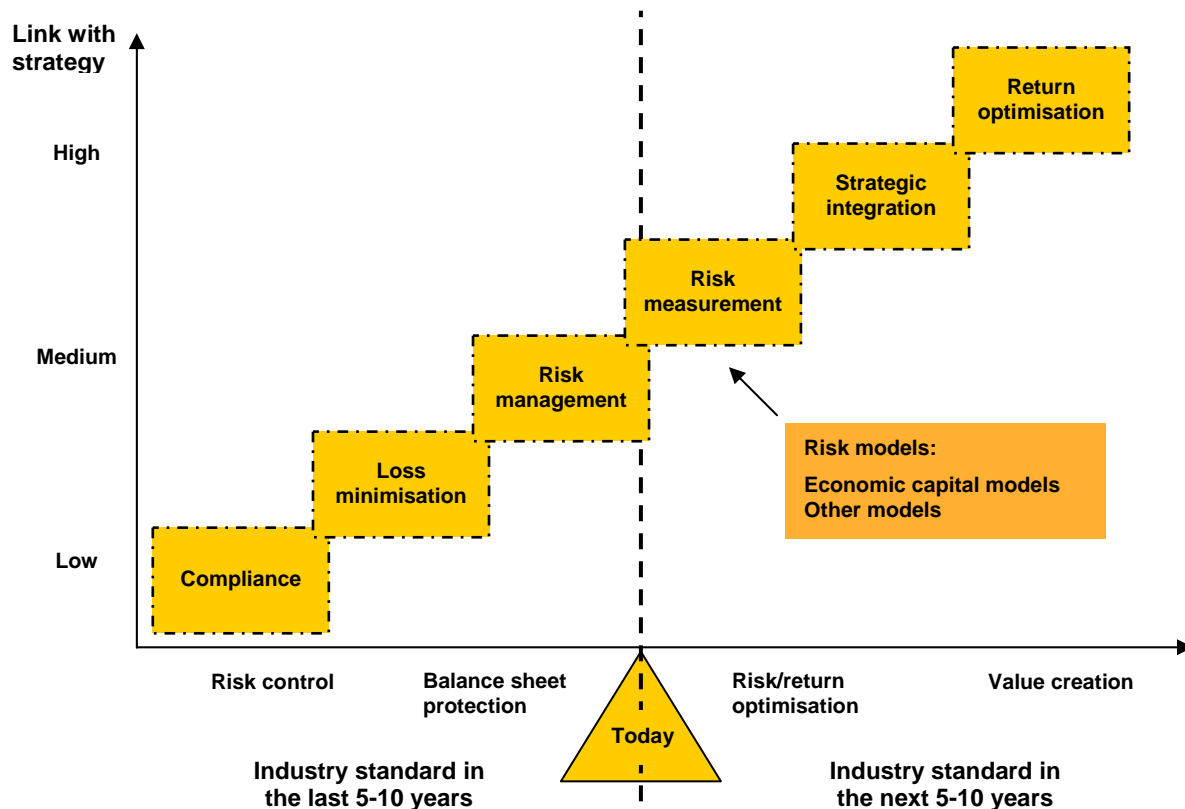 Link with
strategy
High
Medium
Low
Return
optimisation
Strategic
integration
Risk
measurement
Risk
management
Loss
minimisation
Compliance
Risk models:
Economic capital models
Other models
Risk control
Balance sheet
protection
Risk/return
optimisation
Value creation
Today
Industry standard in
the last 5-10 years
Industry standard in
the next 5-10 years